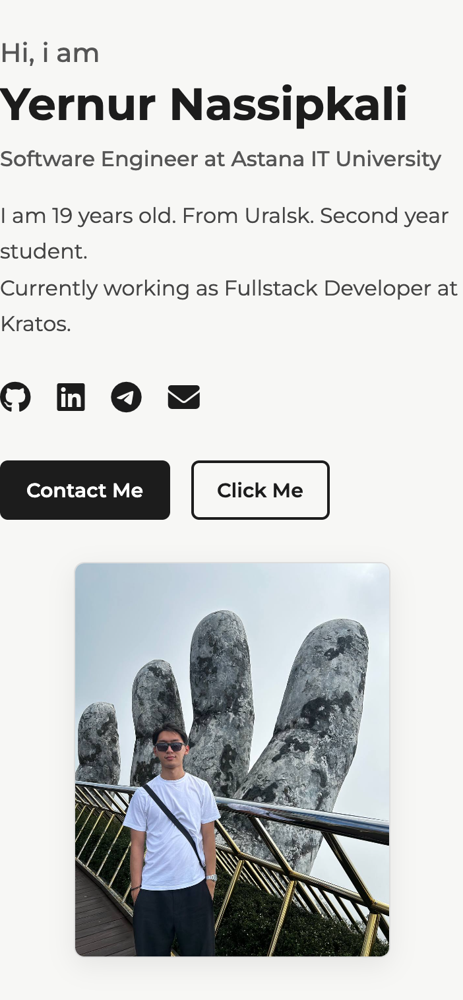 Hi, i am
Yernur Nassipkali
Software Engineer at Astana IT University
I am 19 years old. From Uralsk. Second year
student.
Currently working as Fullstack Developer at
Kratos.
in
Contact Me
Click Me